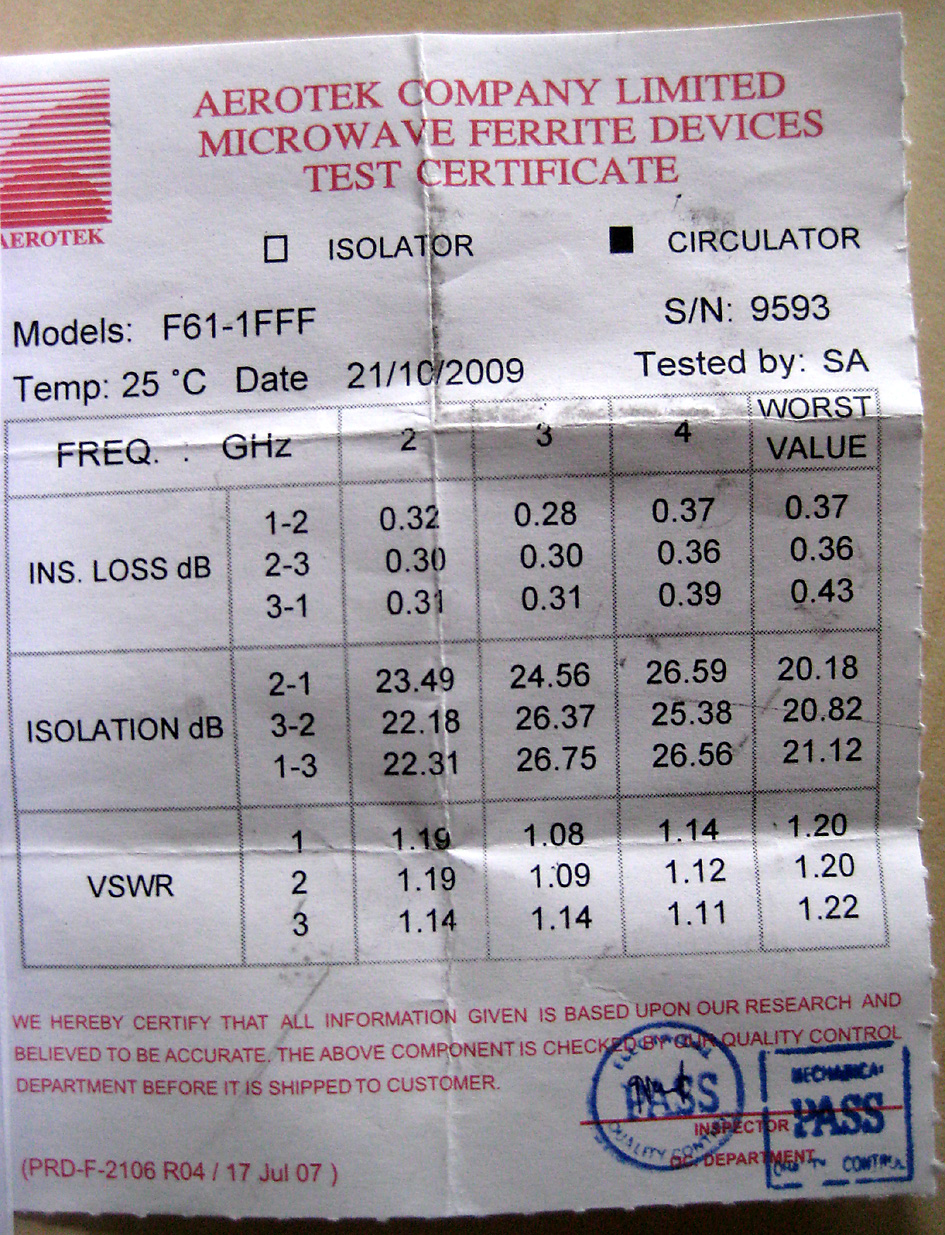 AEROTEK COMPANY LIMITED
MICROWAVE FERRITE DEVICES
TEST CERTIFICATE
AEROTEK
ISOLATOR CIRCULATOR
Models: F61-1FFF S/N: 9593
Temp: 25 °C Date 21/10/2009 Tested by: SA
FREQ. : GHz 2 3 4 WORST VALUE
INS. LOSS dB
1-2 0.32 0.28 0.37 0.37
2-3 0.30 0.30 0.36 0.36
3-1 0.31 0.31 0.39 0.43
ISOLATION dB
2-1 23.49 24.56 26.59 20.18
3-2 22.18 26.37 25.38 20.82
1-3 22.31 26.75 26.56 21.12
VSWR
1 1.19 1.08 1.14 1.20
2 1.19 1.09 1.12 1.20
3 1.14 1.14 1.11 1.22
WE HEREBY CERTIFY THAT ALL INFORMATION GIVEN IS BASED UPON OUR RESEARCH AND
BELIEVED TO BE ACCURATE. THE ABOVE COMPONENT IS CHECKED BY OUR QUALITY CONTROL
DEPARTMENT BEFORE IT IS SHIPPED TO CUSTOMER.
PASS
QUALITY CONTROL
MECHANICAL
PASS
CONTROL
INSPECTOR
QC. DEPARTMENT
(PRD-F-2106 R04 / 17 Jul 07 )